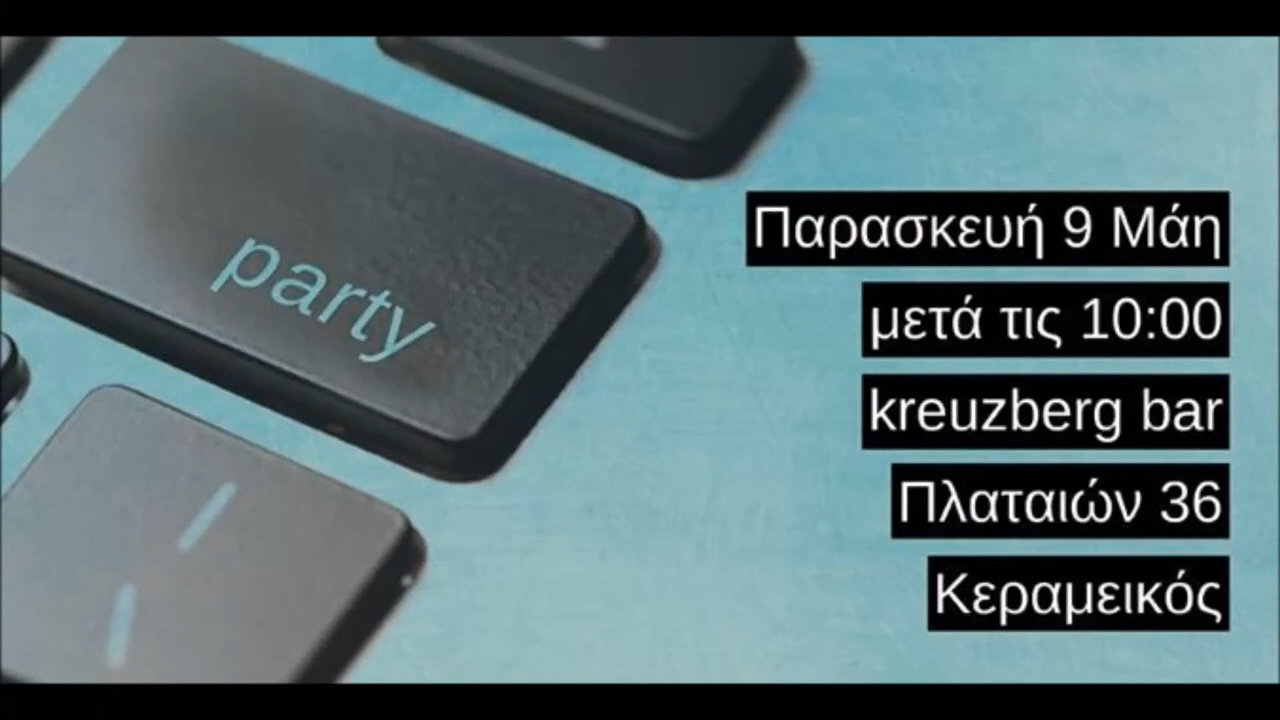 party
Παρασκευή 9 Μάη
μετά τις 10:00
kreuzberg bar
Πλαταιών 36
Κεραμεικός